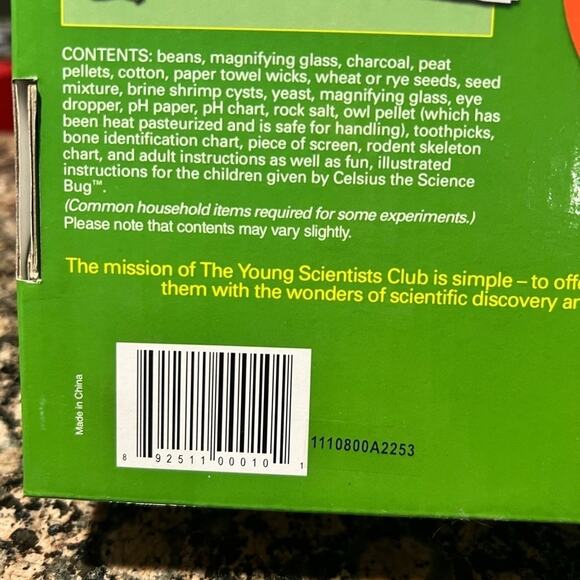 CONTENTS: beans, magnifying glass, charcoal, peat
pellets, cotton, paper towel wicks, wheat or rye seeds, seed
mixture, brine shrimp cysts, yeast, magnifying glass, eye
dropper, pH paper, pH chart, rock salt, owl pellet (which has
been heat pasteurized and is safe for handling), toothpicks,
bone identification chart, piece of screen, rodent skeleton
chart, and adult instructions as well as fun, illustrated
instructions for the children given by Celsius the Science
Bug™.
(Common household items required for some experiments.)
Please note that contents may vary slightly.
The mission of The Young Scientists Club is simple – to offe
them with the wonders of scientific discovery an
Made in China
8 92511 00010 1
1110800A2253